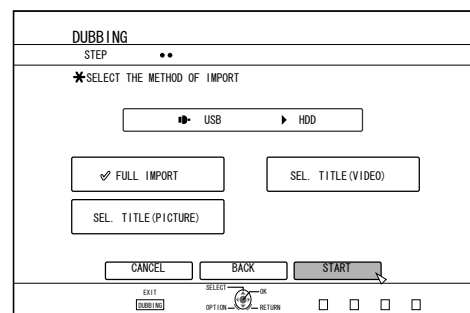 DUBBING
STEP
*SELECT THE METHOD OF IMPORT
USB HDD
FULL IMPORT SEL. TITLE(VIDEO)
SEL. TITLE(PICTURE)
CANCEL BACK START
EXIT SELECT OK
DUBBING OPTION RETURN